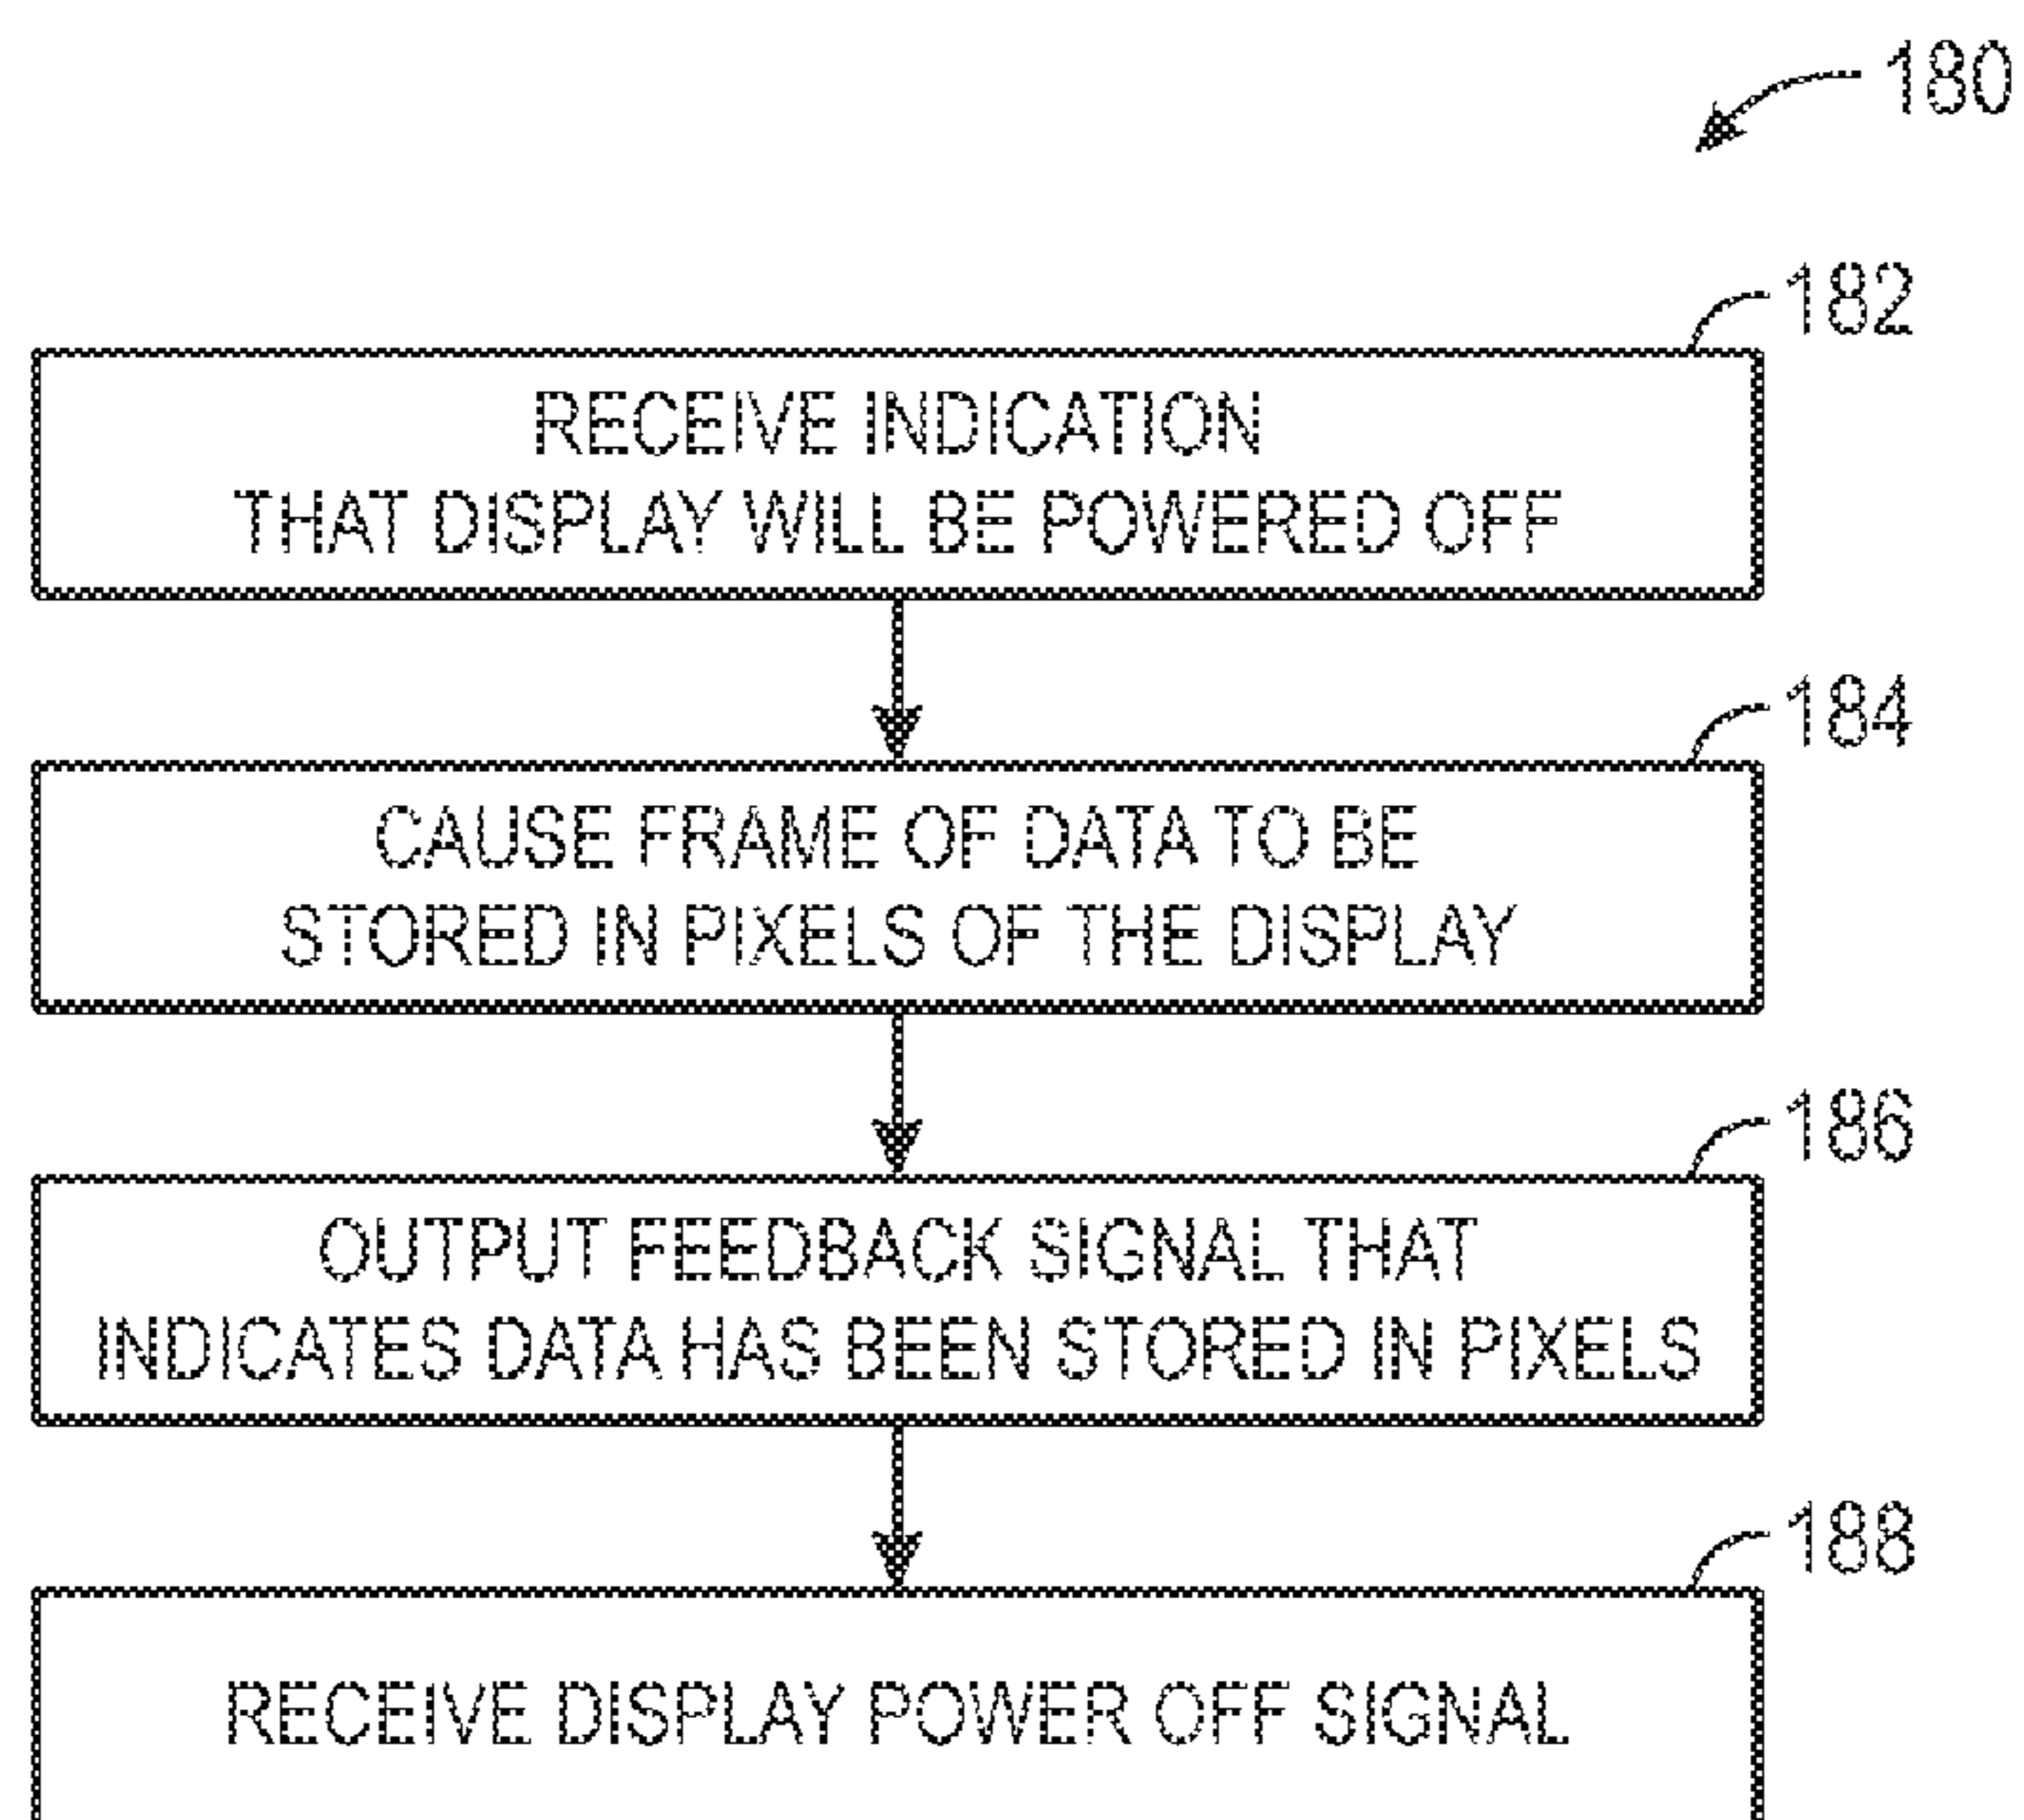 180
182
RECEIVE INDICATION
THAT DISPLAY WILL BE POWERED OFF
184
CAUSE FRAME OF DATA TO BE
STORED IN PIXELS OF THE DISPLAY
186
OUTPUT FEEDBACK SIGNAL THAT
INDICATES DATA HAS BEEN STORED IN PIXELS
188
RECEIVE DISPLAY POWER OFF SIGNAL